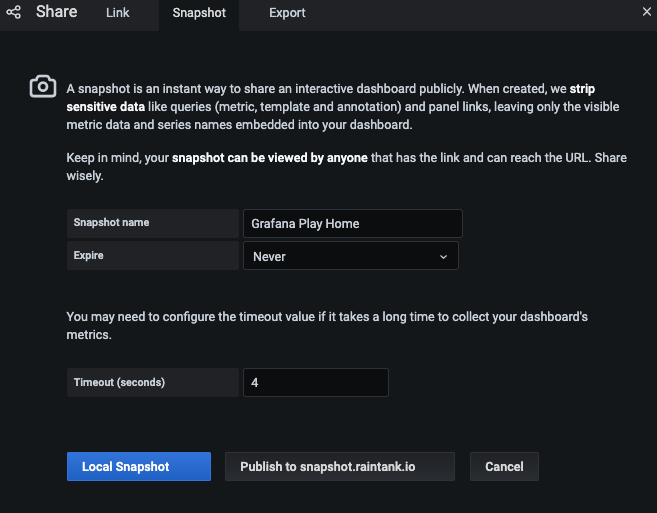 Share Link Snapshot Export
A snapshot is an instant way to share an interactive dashboard publicly. When created, we strip
sensitive data like queries (metric, template and annotation) and panel links, leaving only the visible
metric data and series names embedded into your dashboard.
Keep in mind, your snapshot can be viewed by anyone that has the link and can reach the URL. Share
wisely.
Snapshot name Grafana Play Home
Expire Never
You may need to configure the timeout value if it takes a long time to collect your dashboard's
metrics.
Timeout (seconds) 4
Local Snapshot Publish to snapshot.raintank.io Cancel